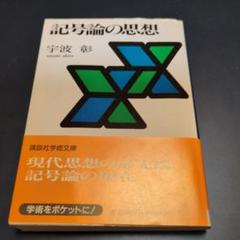 記号論の思想
宇波 彰
講談社学術文庫
現代思想の
記号論の
学術をポケットに!